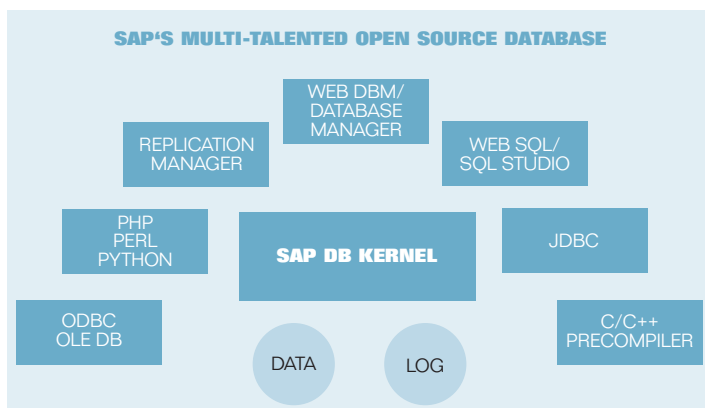 SAP'S MULTI-TALENTED OPEN SOURCE DATABASE
WEB DBM/
DATABASE
MANAGER
REPLICATION
MANAGER
WEB SQL/
SQL STUDIO
PHP
PERL
PYTHON
SAP DB KERNEL
JDBC
ODBC
OLE DB
C/C++
PRECOMPILER
DATA
LOG